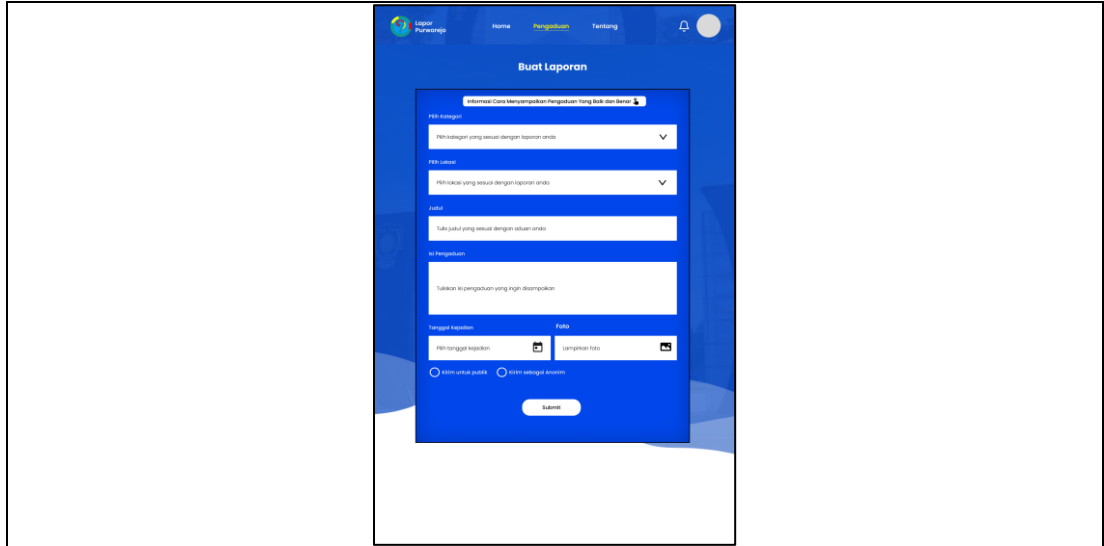 Lapor
Purworejo
Home Pengaduan Tentang
Buat Laporan
Informasi Cara Menyampaikan Pengaduan Yang Baik dan Benar
Pilih Kategori
Pilih kategori yang sesuai dengan laporan anda
Pilih Lokasi
Pilih lokasi yang sesuai dengan laporan anda
Judul
Tulis judul yang sesuai dengan aduan anda
Isi Pengaduan
Tuliskan isi pengaduan yang ingin disampaikan
Tanggal Kejadian Foto
Pilih tanggal kejadian Lampirkan foto
Kirim untuk publik Kirim sebagai Anonim
Submit